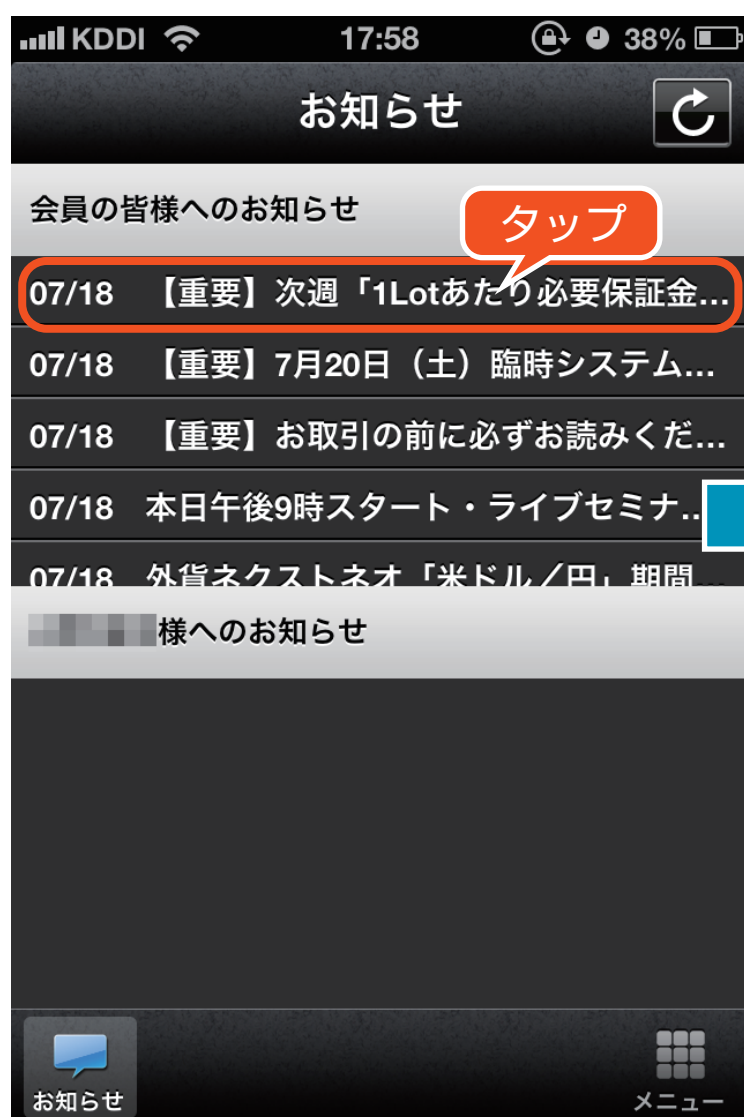 KDDI 17:58 38%
お知らせ
会員の皆様へのお知らせ
タップ
07/18 【重要】次週「1Lotあたり必要保証金...
07/18 【重要】7月20日（土）臨時システム...
07/18 【重要】お取引の前に必ずお読みくだ...
07/18 本日午後9時スタート・ライブセミナ...
07/18 外貨ネクストネオ「米ドル／円」期間...
様へのお知らせ
お知らせ メニュー